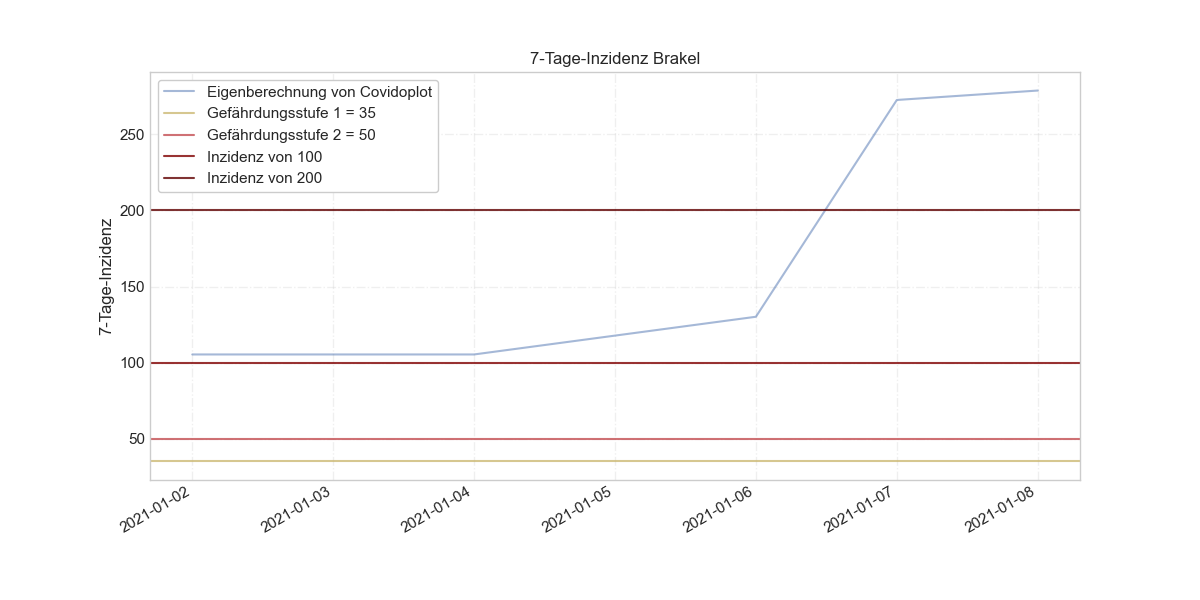 7-Tage-Inzidenz Brakel
Eigenberechnung von Covidoplot
Gefährdungsstufe 1 = 35
Gefährdungsstufe 2 = 50
Inzidenz von 100
Inzidenz von 200
7-Tage-Inzidenz
250
200
150
100
50
2021-01-02
2021-01-03
2021-01-04
2021-01-05
2021-01-06
2021-01-07
2021-01-08